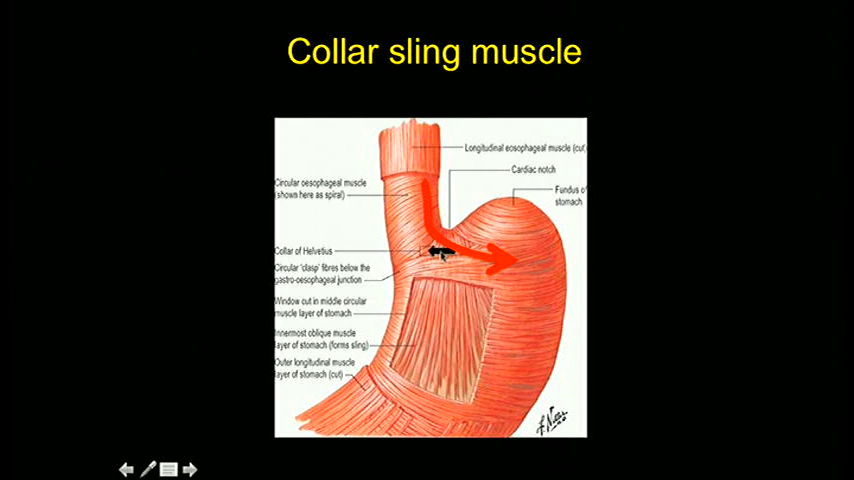 Collar sling muscle
Longitudinal eosophageal muscle (cut)
Cardiac notch
Circular oesophageal muscle
(shown here as spiral)
Fundus of
stomach
Collar of Helvetius
Circular 'clasp' fibres below the
gastro-oesophageal junction
Window cut in middle circular
muscle layer of stomach
Innermost oblique muscle
layer of stomach (forms sling)
Outer longitudinal muscle
layer of stomach (cut)